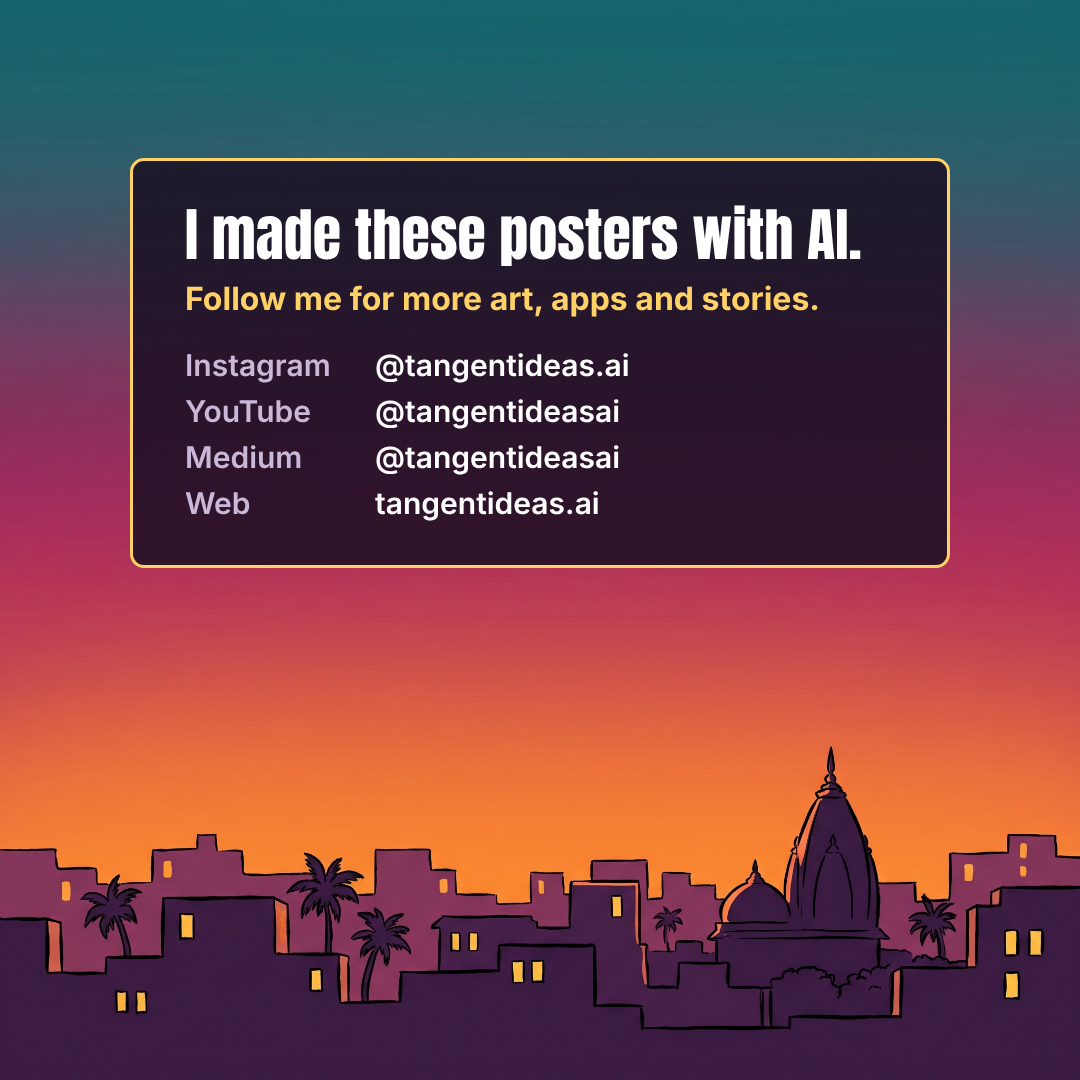 I made these posters with AI.
Follow me for more art, apps and stories.
Instagram @tangentideas.ai
YouTube @tangentideasai
Medium @tangentideasai
Web tangentideas.ai